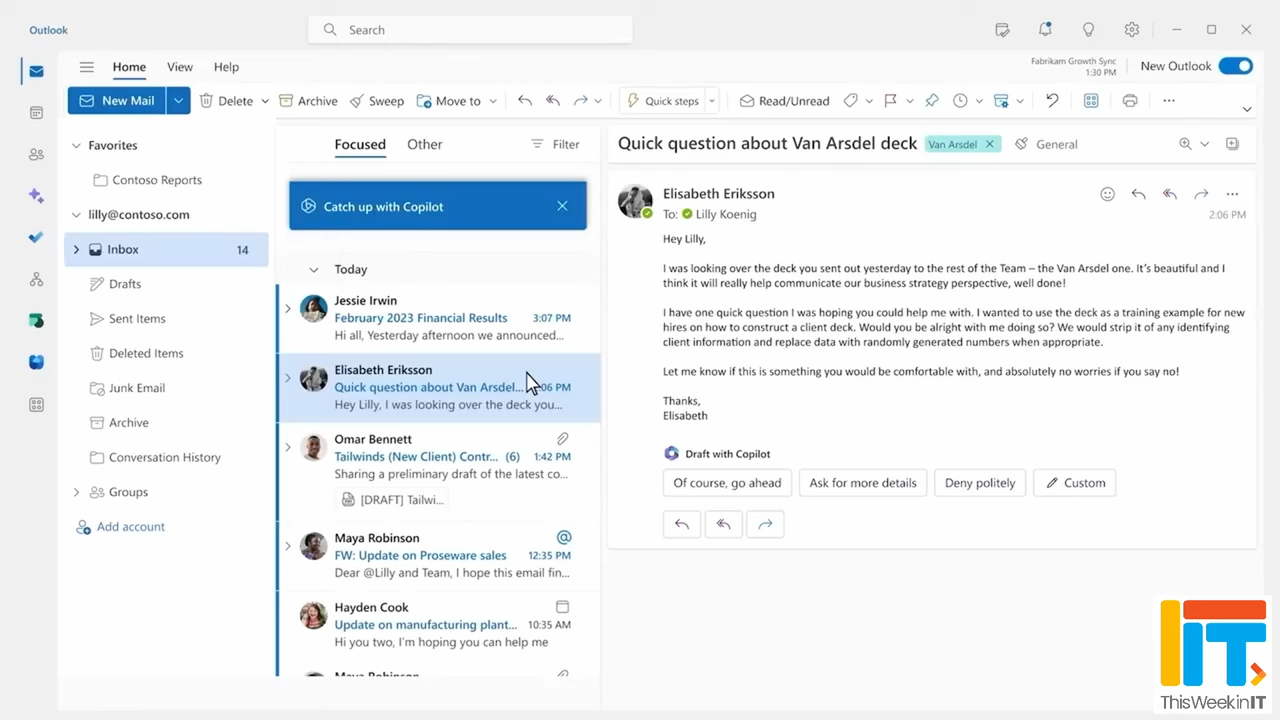 Outlook
Search
Home View Help
Fabrikam Growth Sync
1:30 PM
New Outlook
New Mail Delete Archive Sweep Move to Quick steps Read/Unread
Favorites
Contoso Reports
lilly@contoso.com
Inbox 14
Drafts
Sent Items
Deleted Items
Junk Email
Archive
Conversation History
Groups
Add account
Focused Other Filter
Catch up with Copilot
Today
Jessie Irwin
February 2023 Financial Results 3:07 PM
Hi all, Yesterday afternoon we announced...
Elisabeth Eriksson
Quick question about Van Arsdel... :06 PM
Hey Lilly, I was looking over the deck you...
Omar Bennett
Tailwinds (New Client) Contr... (6) 1:42 PM
Sharing a preliminary draft of the latest co...
[DRAFT] Tailwi...
Maya Robinson
FW: Update on Proseware sales 12:35 PM
Dear @Lilly and Team, I hope this email fin...
Hayden Cook
Update on manufacturing plant... 10:35 AM
Hi you two, I'm hoping you can help me
Maya Robinson
Quick question about Van Arsdel deck Van Arsdel General
Elisabeth Eriksson
To: Lilly Koenig
2:06 PM
Hey Lilly,
I was looking over the deck you sent out yesterday to the rest of the Team – the Van Arsdel one. It's beautiful and I
think it will really help communicate our business strategy perspective, well done!
I have one quick question I was hoping you could help me with. I wanted to use the deck as a training example for new
hires on how to construct a client deck. Would you be alright with me doing so? We would strip it of any identifying
client information and replace data with randomly generated numbers when appropriate.
Let me know if this is something you would be comfortable with, and absolutely no worries if you say no!
Thanks,
Elisabeth
Draft with Copilot
Of course, go ahead Ask for more details Deny politely Custom
IT
ThisWeekinIT